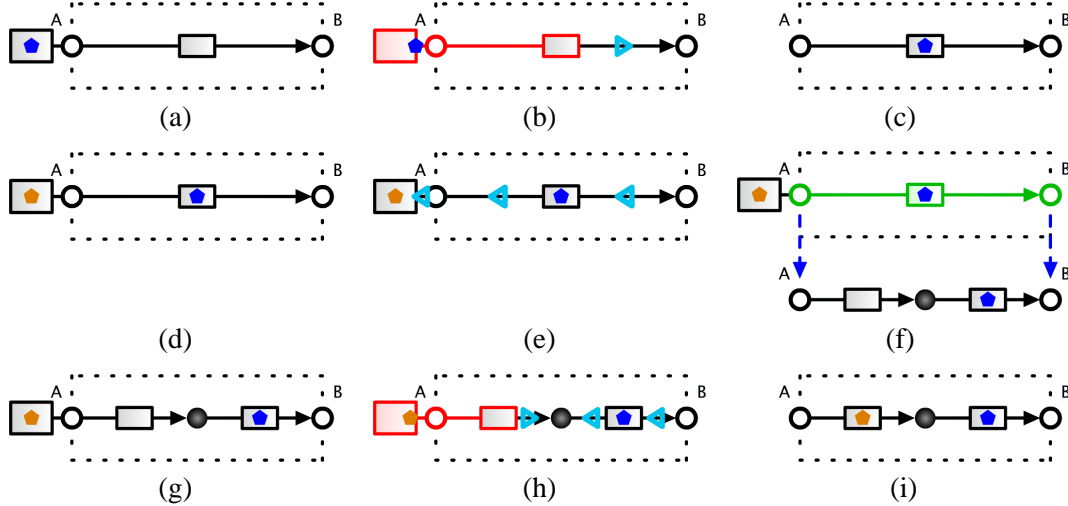 A B A B A B
(a) (b) (c)
A B A B A B
A B
(d) (e) (f)
A B A B A B
(g) (h) (i)